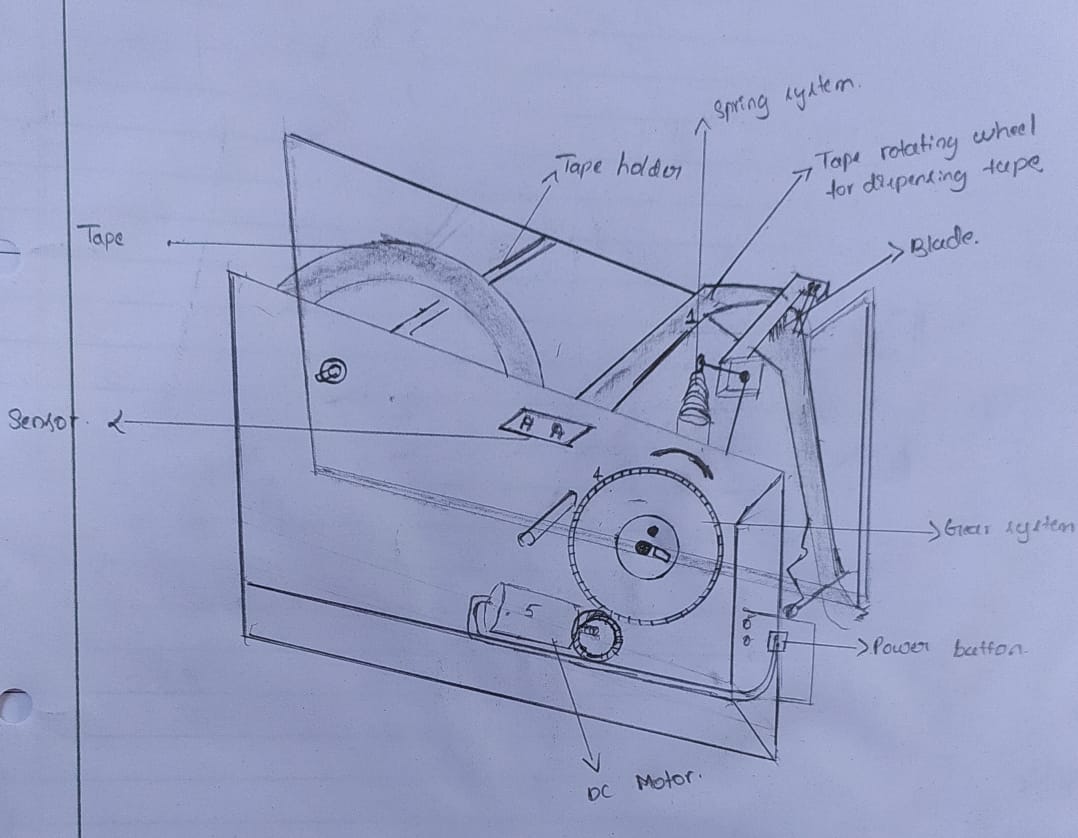 Spring system.
Tape rotating wheel
for dispensing tape
Tape holder
Tape
Blade.
1
Sensor.
A A
4
Gear system
5
Power button
DC Motor.